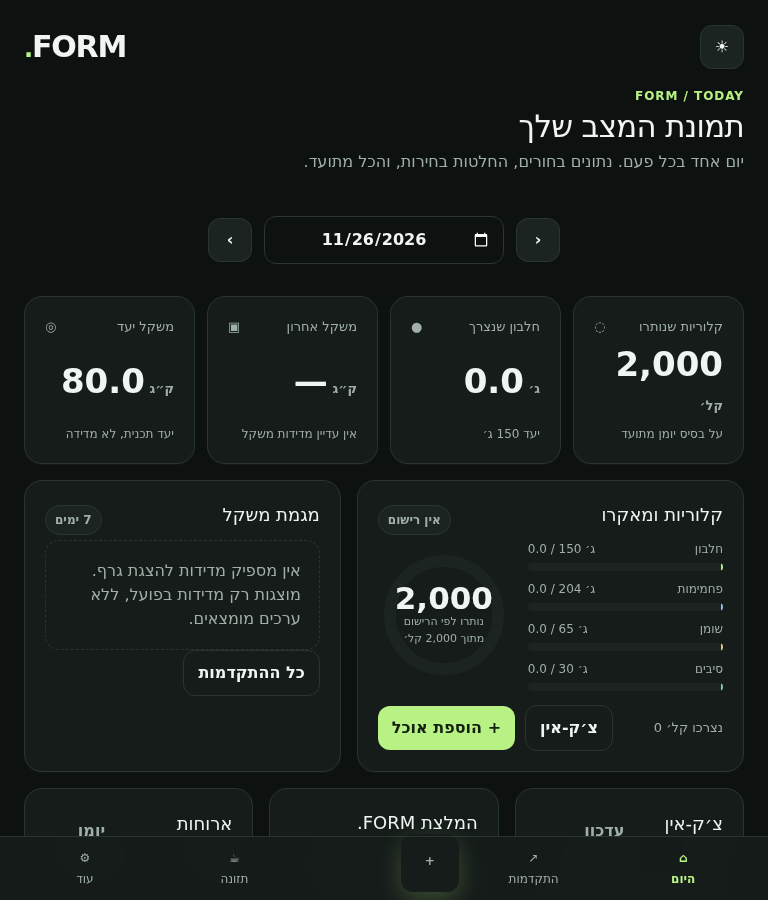 FORM.
☀
FORM / TODAY
תמונת המצב שלך
יום אחד בכל פעם. נתונים בחורים, החלטות בחירות, והכל מתועד.
‹ 11/26/2026 ›
קלוריות שנותרו
2,000
קל׳
על בסיס יומן מתועד
חלבון שנצרך
0.0 ג׳
יעד 150 ג׳
משקל אחרון
— ק״ג
אין עדיין מדידות משקל
משקל יעד
80.0 ק״ג
יעד תכנית, לא מדידה
קלוריות ומאקרו
אין רישום
חלבון 0.0 / 150 ג׳
פחמימות 0.0 / 204 ג׳
שומן 0.0 / 65 ג׳
סיבים 0.0 / 30 ג׳
2,000
נותרו לפי הרישום
מתוך 2,000 קל׳
נצרכו קל׳ 0
צ׳ק-אין
+ הוספת אוכל
מגמת משקל
7 ימים
אין מספיק מדידות להצגת גרף.
מוצגות רק מדידות בפועל, ללא
ערכים מומצאים.
כל ההתקדמות
צ׳ק-אין
עדכון
המלצת FORM.
ארוחות
יומן
היום
התקדמות
+
תזונה
עוד